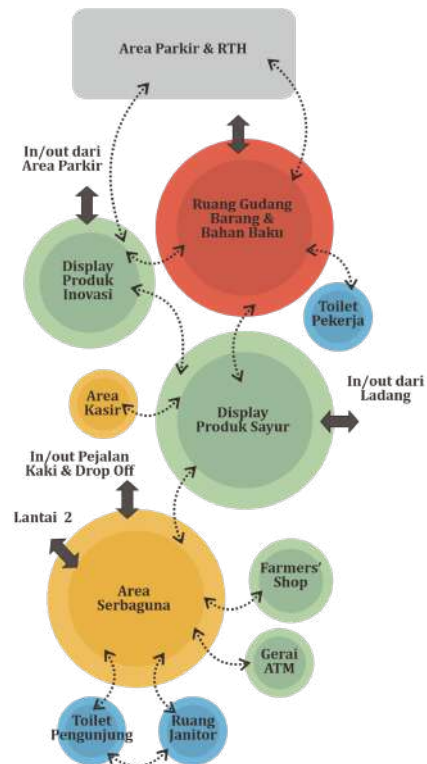 Area Parkir & RTH
In/out dari
Area Parkir
Ruang Gudang
Barang &
Bahan Baku
Display
Produk
Inovasi
Toilet
Pekerja
Area
Kasir
Display
Produk Sayur
In/out dari
Ladang
In/out Pejalan
Kaki & Drop Off
Lantai 2
Area
Serbaguna
Farmers'
Shop
Gerai
ATM
Toilet
Pengunjung
Ruang
Janitor